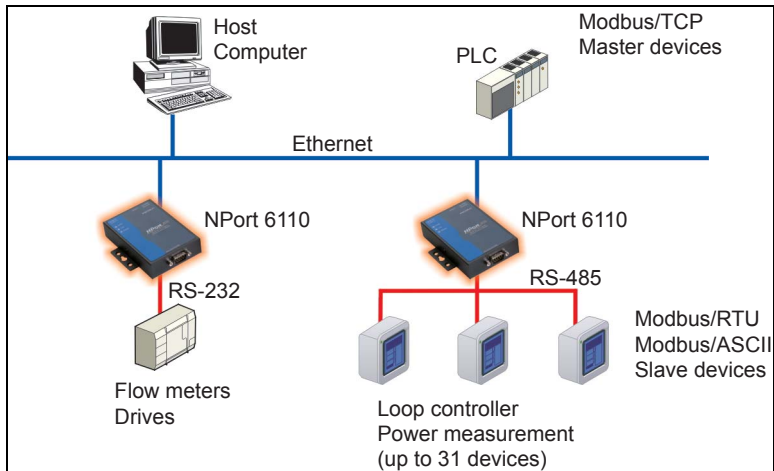 Host
Computer
PLC
Modbus/TCP
Master devices
Ethernet
NPort 6110
NPort 6110
RS-232
RS-485
Flow meters
Drives
Loop controller
Power measurement
(up to 31 devices)
Modbus/RTU
Modbus/ASCII
Slave devices